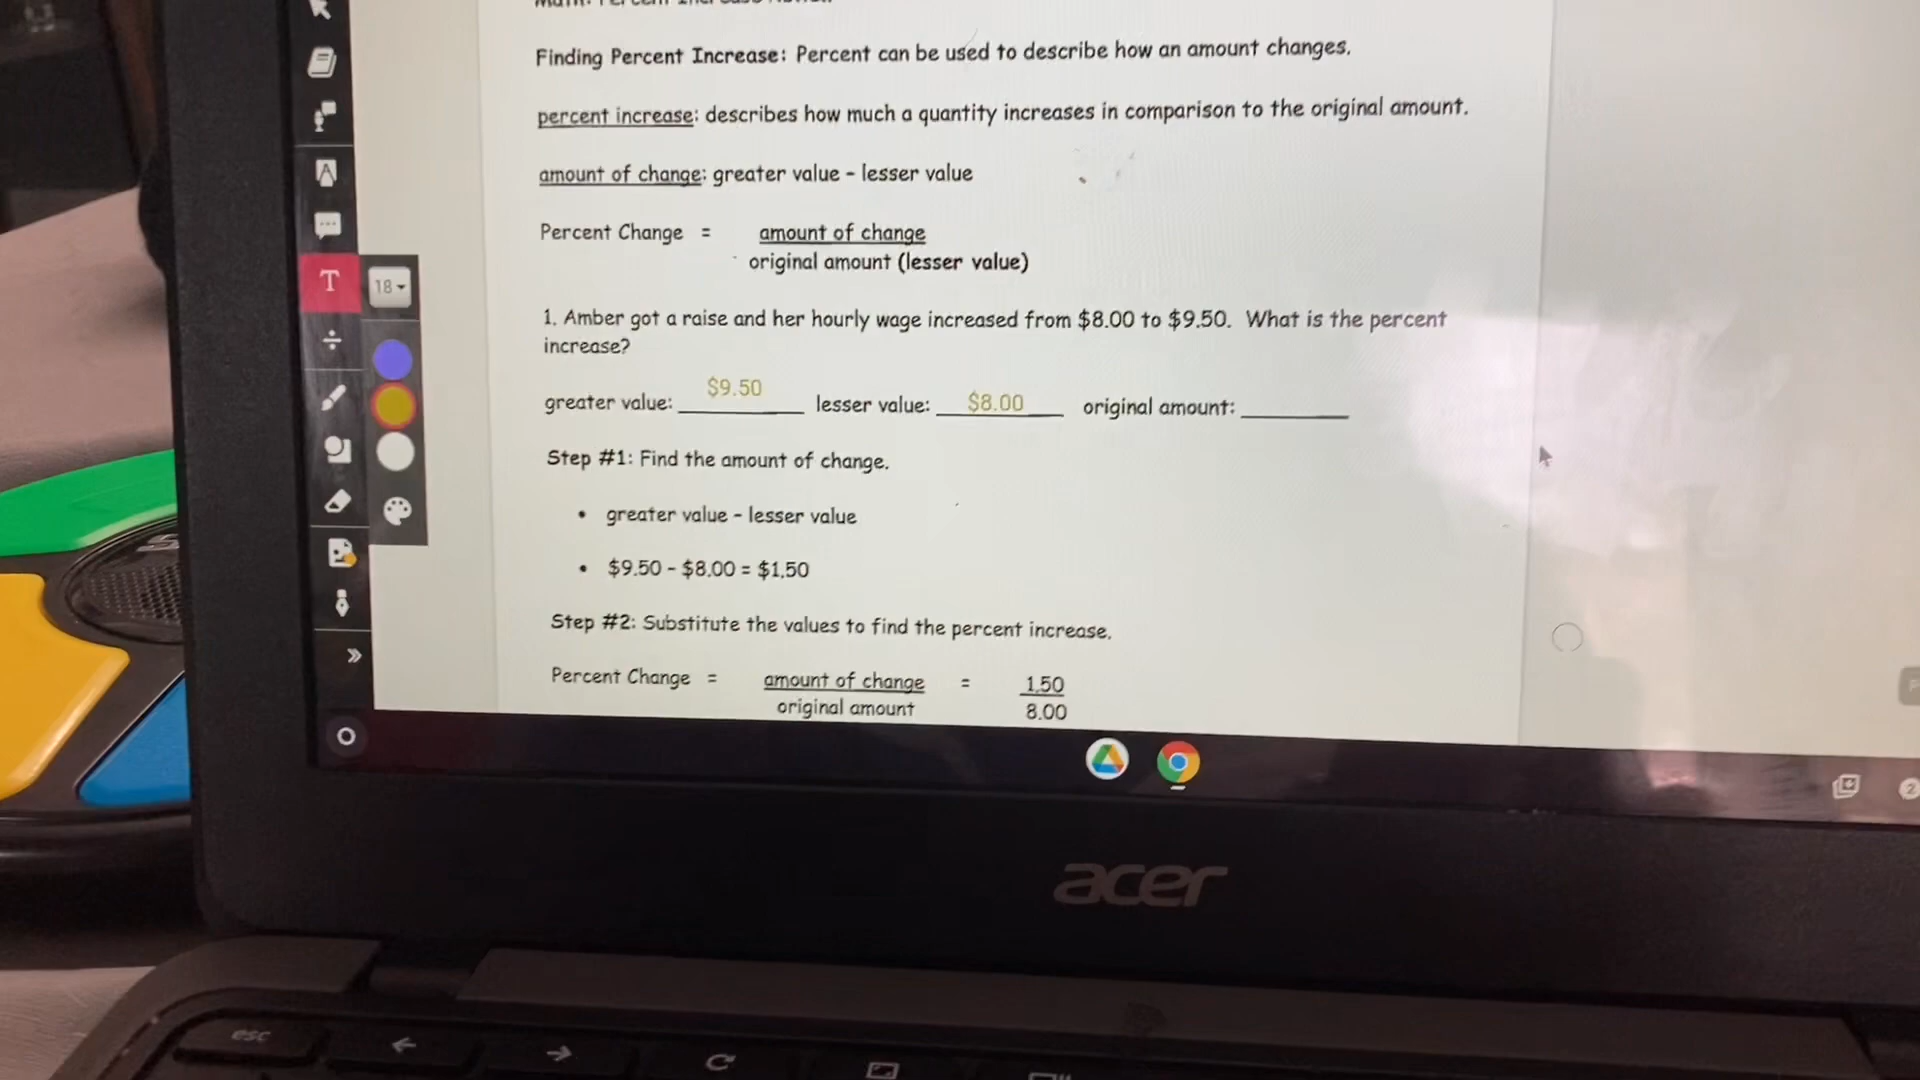 Finding Percent Increase: Percent can be used to describe how an amount changes.
percent increase: describes how much a quantity increases in comparison to the original amount.
amount of change: greater value - lesser value
Percent Change = amount of change
original amount (lesser value)
1. Amber got a raise and her hourly wage increased from $8.00 to $9.50. What is the percent
increase?
greater value: $9.50 lesser value: $8.00 original amount:
Step #1: Find the amount of change.
• greater value - lesser value
• $9.50 - $8.00 = $1.50
Step #2: Substitute the values to find the percent increase.
Percent Change = amount of change = 1.50
original amount 8.00
T
18
acer
esc